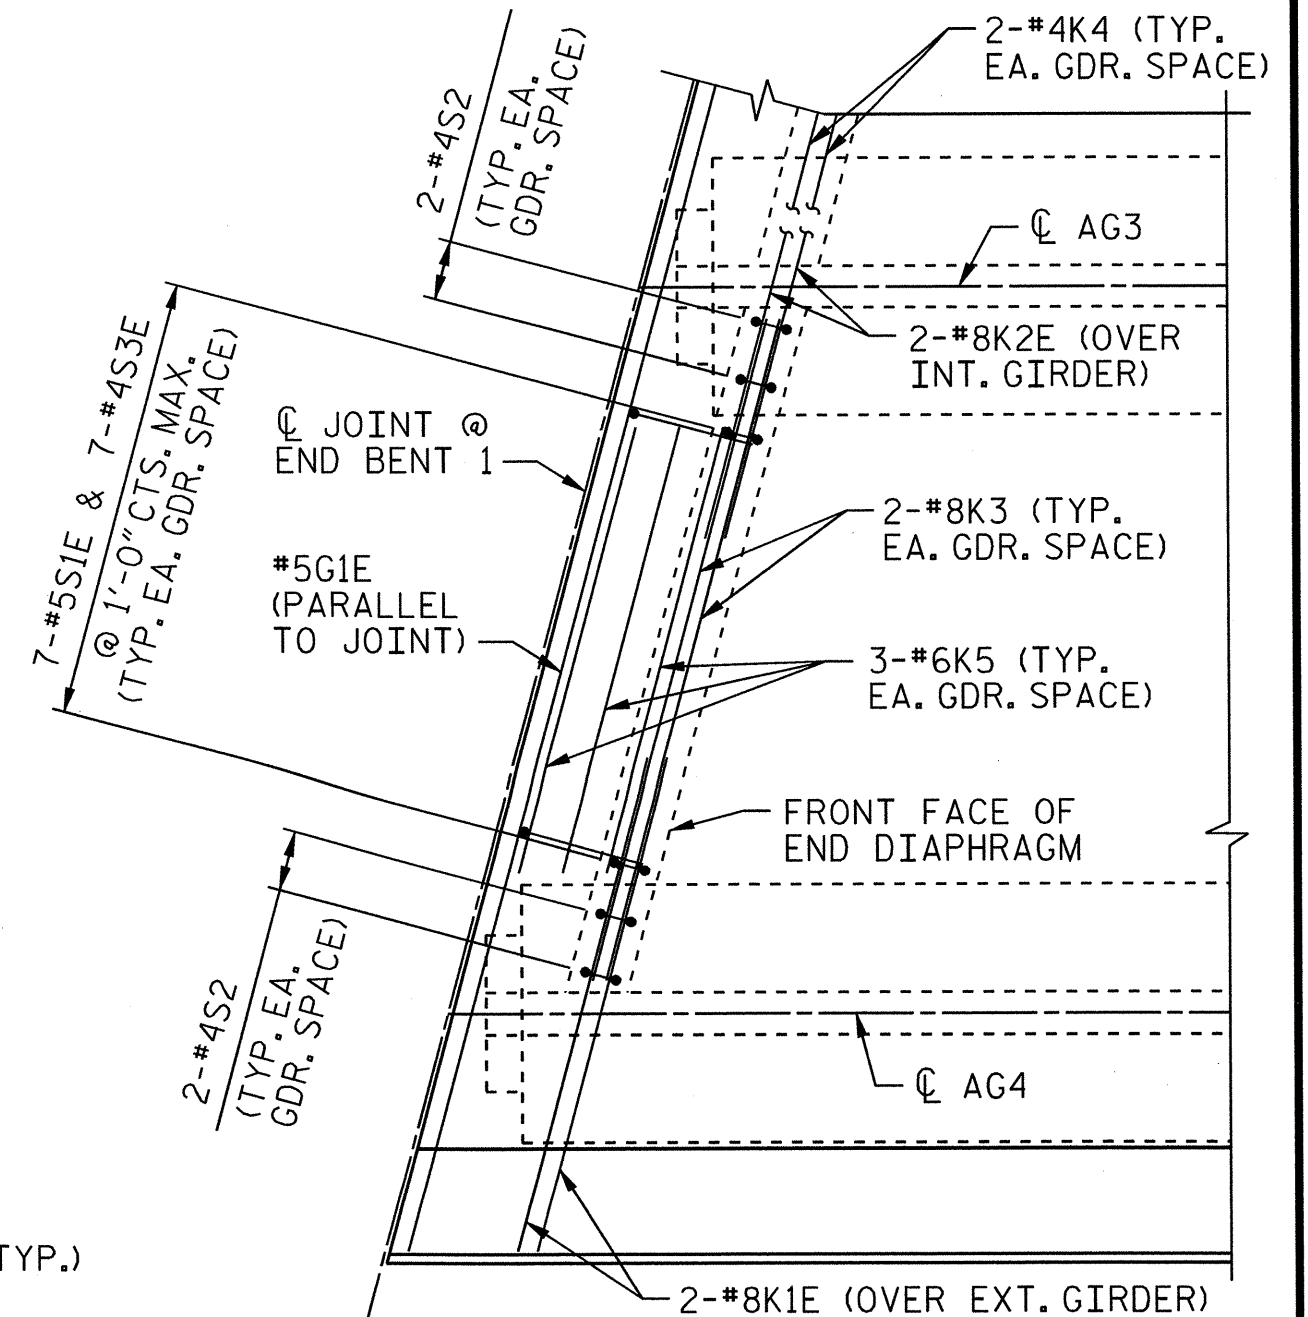 2-#4K4 (TYP.
EA. GDR. SPACE)
2-#4S2
(TYP. EA.
GDR. SPACE)
℄ AG3
2-#8K2E (OVER
INT. GIRDER)
7-#5S1E & 7-#4S3E
@ 1'-0" CTS. MAX.
(TYP. EA. GDR. SPACE)
℄ JOINT @
END BENT 1
2-#8K3 (TYP.
EA. GDR. SPACE)
#5G1E
(PARALLEL
TO JOINT)
3-#6K5 (TYP.
EA. GDR. SPACE)
FRONT FACE OF
END DIAPHRAGM
2-#4S2
(TYP. EA.
GDR. SPACE)
℄ AG4
TYP.)
2-#8K1E (OVER EXT. GIRDER)